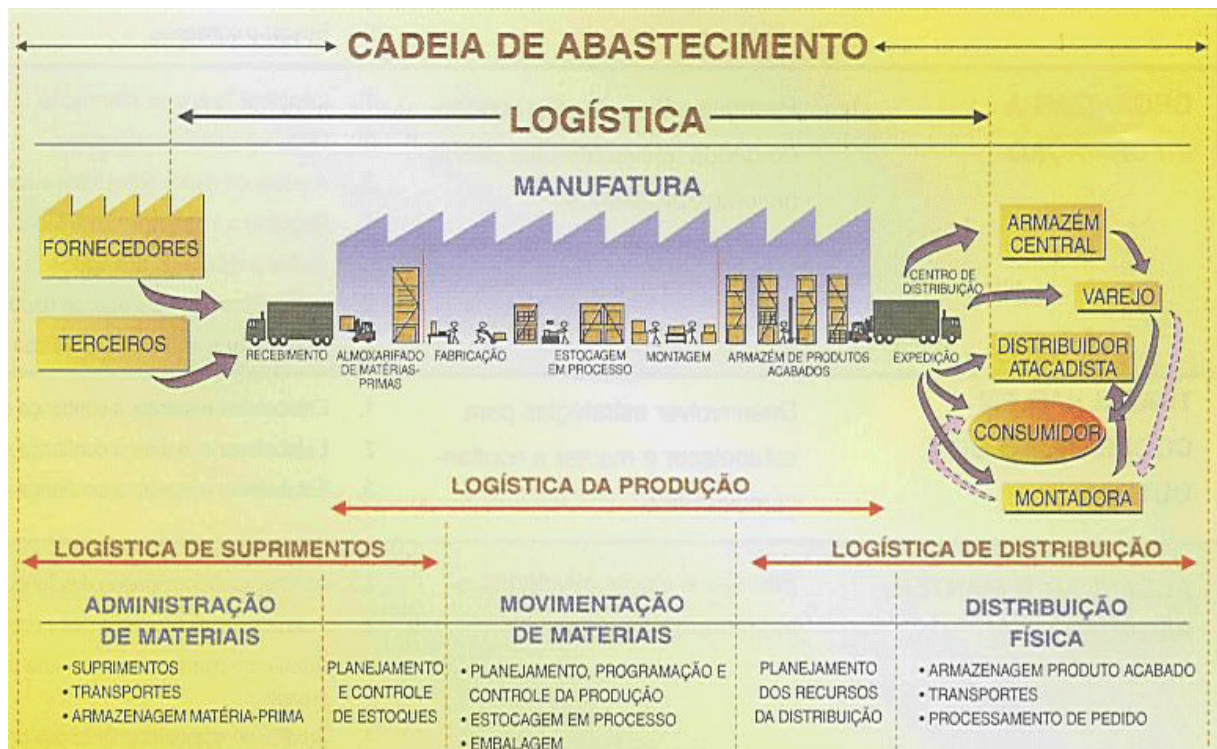 CADEIA DE ABASTECIMENTO
LOGÍSTICA
MANUFATURA
FORNECEDORES
TERCEIROS
RECEBIMENTO
ALMOXARIFADO
DE MATÉRIAS-
PRIMAS
FABRICAÇÃO
ESTOCAGEM
EM PROCESSO
MONTAGEM
ARMAZÉM DE PRODUTOS
ACABADOS
EXPEDIÇÃO
CENTRO DE
DISTRIBUIÇÃO
ARMAZÉM
CENTRAL
VAREJO
DISTRIBUÍDOR
ATACADISTA
CONSUMIDOR
MONTADORA
LOGÍSTICA DA PRODUÇÃO
LOGÍSTICA DE SUPRIMENTOS
LOGÍSTICA DE DISTRIBUIÇÃO
ADMINISTRAÇÃO
DE MATERIAIS
• SUPRIMENTOS
• TRANSPORTES
• ARMAZENAGEM MATÉRIA-PRIMA
PLANEJAMENTO
E CONTROLE
DE ESTOQUES
MOVIMENTAÇÃO
DE MATERIAIS
• PLANEJAMENTO, PROGRAMAÇÃO E
CONTROLE DA PRODUÇÃO
• ESTOCAGEM EM PROCESSO
• EMBALAGEM
PLANEJAMENTO
DOS RECURSOS
DA DISTRIBUIÇÃO
DISTRIBUIÇÃO
FÍSICA
• ARMAZENAGEM PRODUTO ACABADO
• TRANSPORTES
• PROCESSAMENTO DE PEDIDO